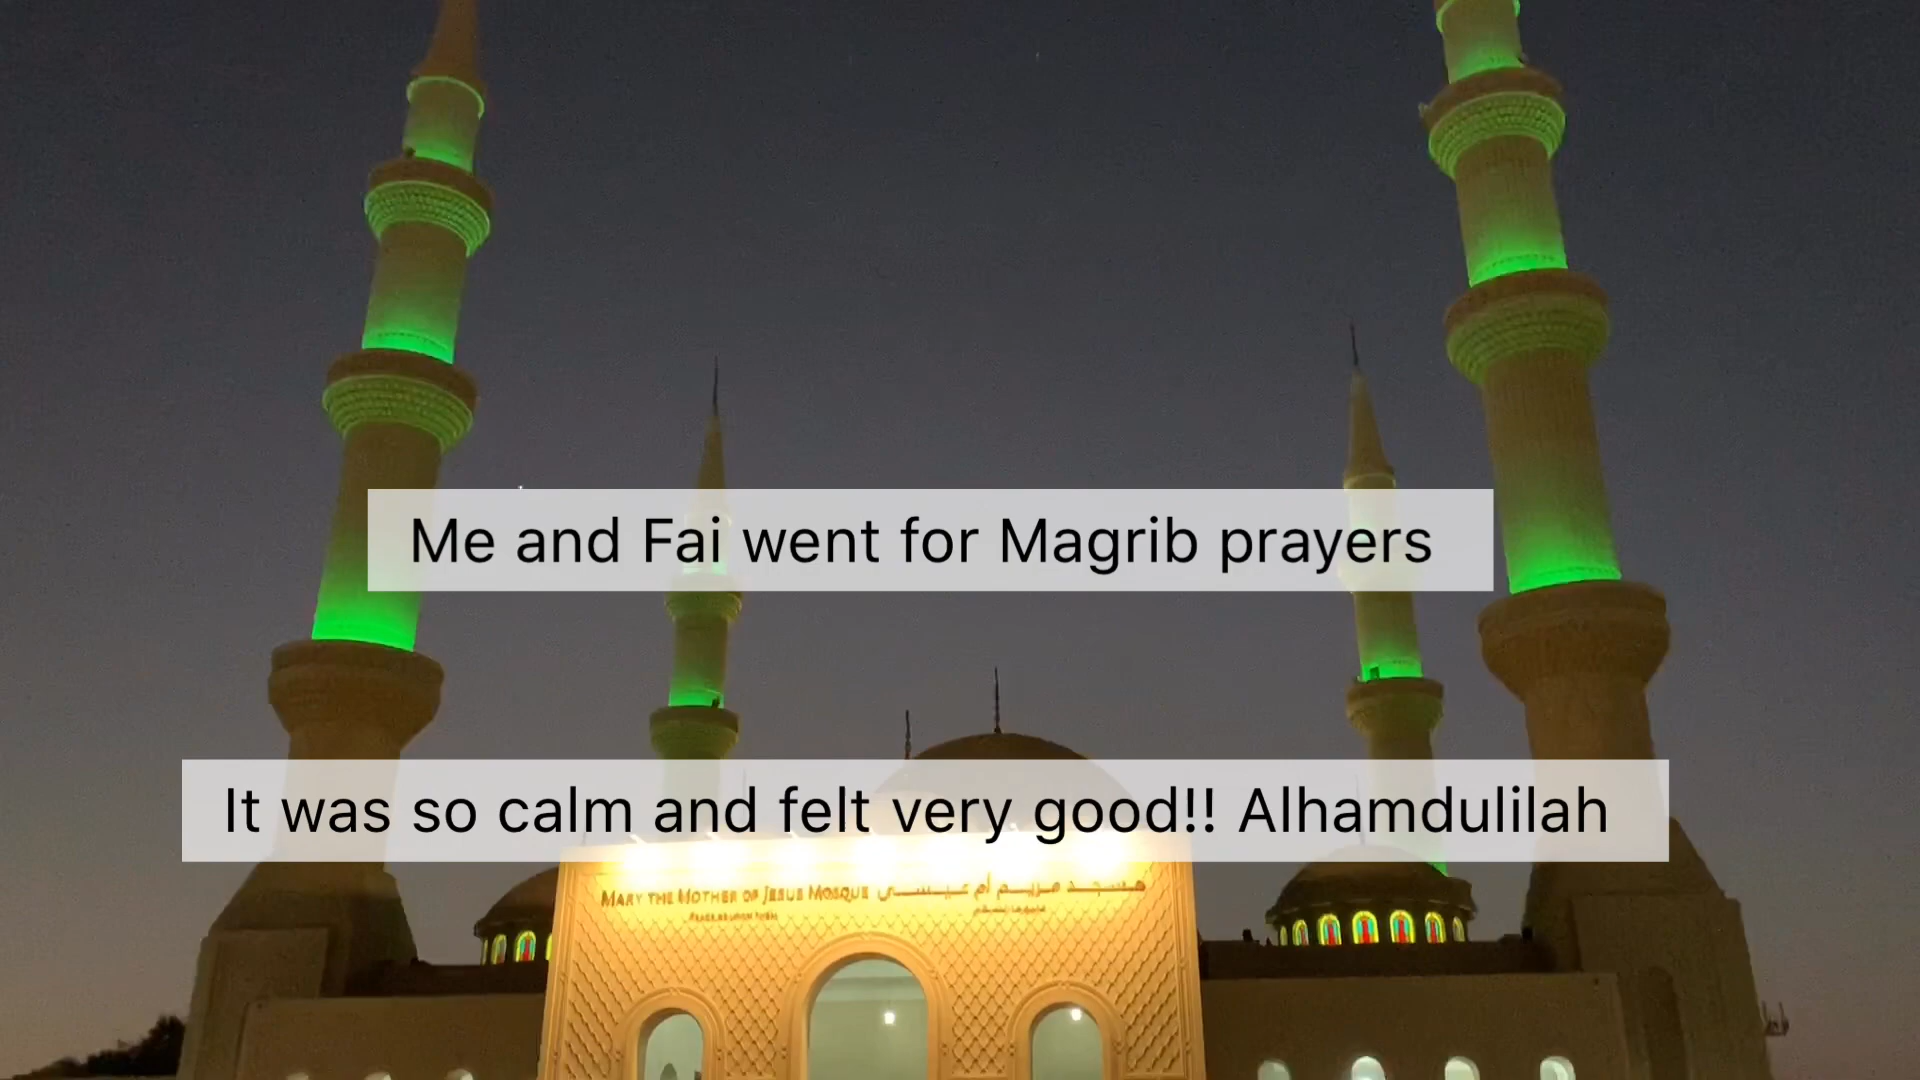 Me and Fai went for Magrib prayers
It was so calm and felt very good!! Alhamdulilah
MARY THE MOTHER OF JESUS MOSQUE مسجد مريم أم عيسى